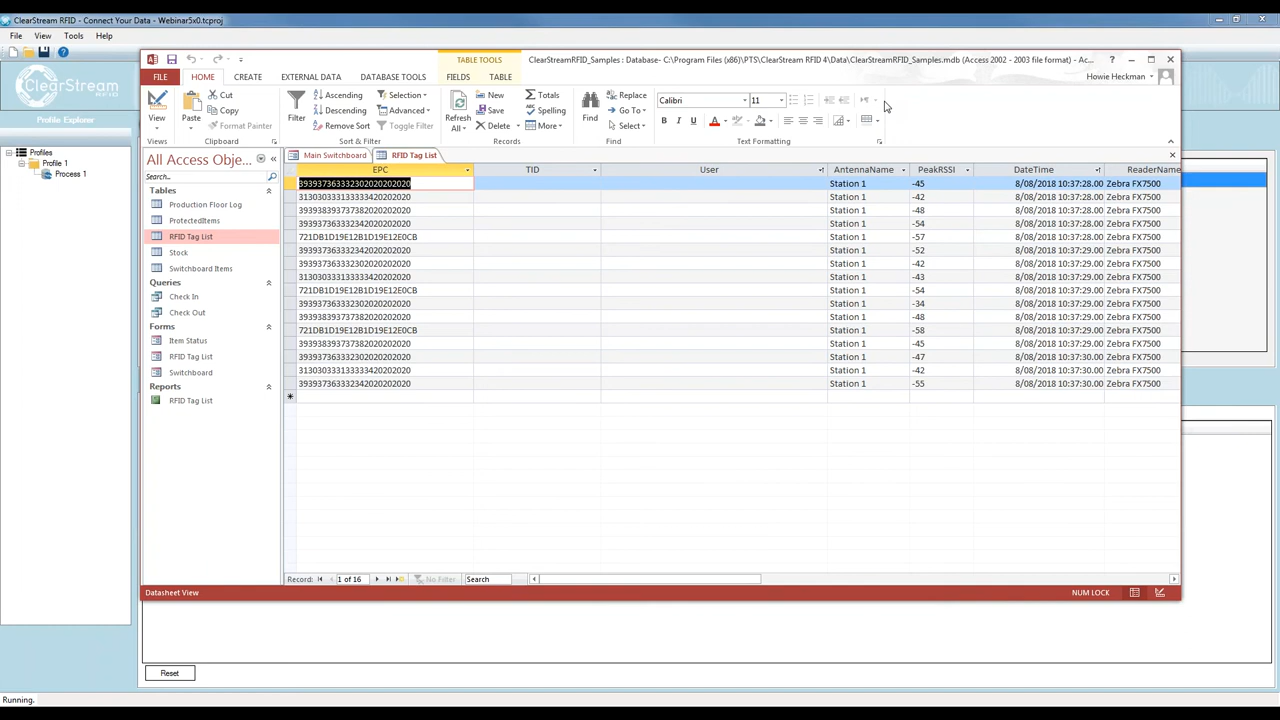 ClearStream RFID - Connect Your Data - Webinar5x0.tcproj
File View Tools Help
ClearStream
RFID
Profile Explorer
Profiles
Profile 1
Process 1
TABLE TOOLS
ClearStreamRFID_Samples : Database- C:\Program Files (x86)\PTS\ClearStream RFID 4\Data\ClearStreamRFID_Samples.mdb (Access 2002 - 2003 file format) - Ac...
FILE HOME CREATE EXTERNAL DATA DATABASE TOOLS FIELDS TABLE
Howie Heckman
View
Views
Paste
Cut
Copy
Format Painter
Clipboard
Filter
Ascending
Descending
Remove Sort
Selection
Advanced
Toggle Filter
Sort & Filter
Refresh
All
New
Save
Delete
Totals
Spelling
More
Records
Find
Replace
Go To
Select
Find
Calibri 11
B I U A
Text Formatting
All Access Obje...
Search...
Tables
Production Floor Log
ProtectedItems
RFID Tag List
Stock
Switchboard Items
Queries
Check In
Check Out
Forms
Item Status
RFID Tag List
Switchboard
Reports
RFID Tag List
Main Switchboard RFID Tag List
EPC TID User AntennaName PeakRSSI DateTime ReaderName
393937363332302020202020 Station 1 -45 8/08/2018 10:37:28.00 Zebra FX7500
313030333133333420202020 Station 1 -42 8/08/2018 10:37:28.00 Zebra FX7500
393938393737382020202020 Station 1 -48 8/08/2018 10:37:28.00 Zebra FX7500
393937363332342020202020 Station 1 -54 8/08/2018 10:37:28.00 Zebra FX7500
721DB1D19E12B1D19E12E0CB Station 1 -57 8/08/2018 10:37:28.00 Zebra FX7500
393937363332342020202020 Station 1 -52 8/08/2018 10:37:29.00 Zebra FX7500
393937363332302020202020 Station 1 -42 8/08/2018 10:37:29.00 Zebra FX7500
313030333133333420202020 Station 1 -43 8/08/2018 10:37:29.00 Zebra FX7500
721DB1D19E12B1D19E12E0CB Station 1 -54 8/08/2018 10:37:29.00 Zebra FX7500
393937363332302020202020 Station 1 -34 8/08/2018 10:37:29.00 Zebra FX7500
393938393737382020202020 Station 1 -48 8/08/2018 10:37:29.00 Zebra FX7500
721DB1D19E12B1D19E12E0CB Station 1 -58 8/08/2018 10:37:29.00 Zebra FX7500
393938393737382020202020 Station 1 -45 8/08/2018 10:37:29.00 Zebra FX7500
393937363332302020202020 Station 1 -47 8/08/2018 10:37:30.00 Zebra FX7500
313030333133333420202020 Station 1 -42 8/08/2018 10:37:30.00 Zebra FX7500
393937363332342020202020 Station 1 -55 8/08/2018 10:37:30.00 Zebra FX7500
Record: 1 of 16 No Filter Search
Datasheet View NUM LOCK
Reset
Running.